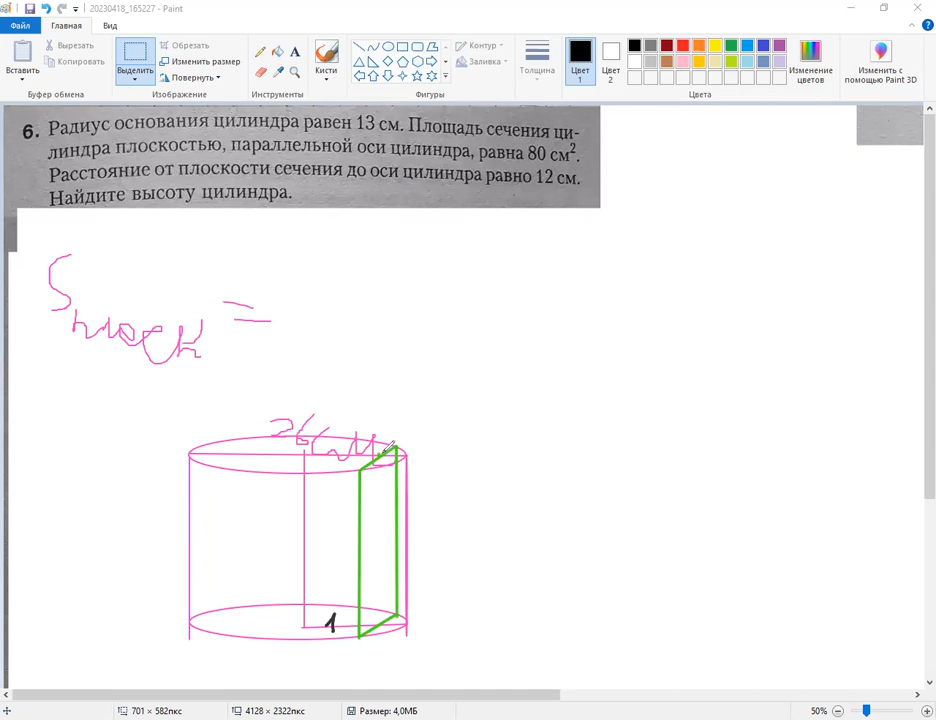 20230418_165227 - Paint
Файл Главная Вид
Вставить
Вырезать
Копировать
Буфер обмена
Выделить
Обрезать
Изменить размер
Повернуть
Изображение
Инструменты
Кисти
Контур
Заливка
Фигуры
Толщина
Цвет 1
Цвет 2
Изменение цветов
Цвета
Изменить с помощью Paint 3D
6. Радиус основания цилиндра равен 13 см. Площадь сечения ци-
линдра плоскостью, параллельной оси цилиндра, равна 80 см².
Расстояние от плоскости сечения до оси цилиндра равно 12 см.
Найдите высоту цилиндра.
Sплоск =
26см
1
701 × 582пкс
4128 × 2322пкс
Размер: 4,0МБ
50%